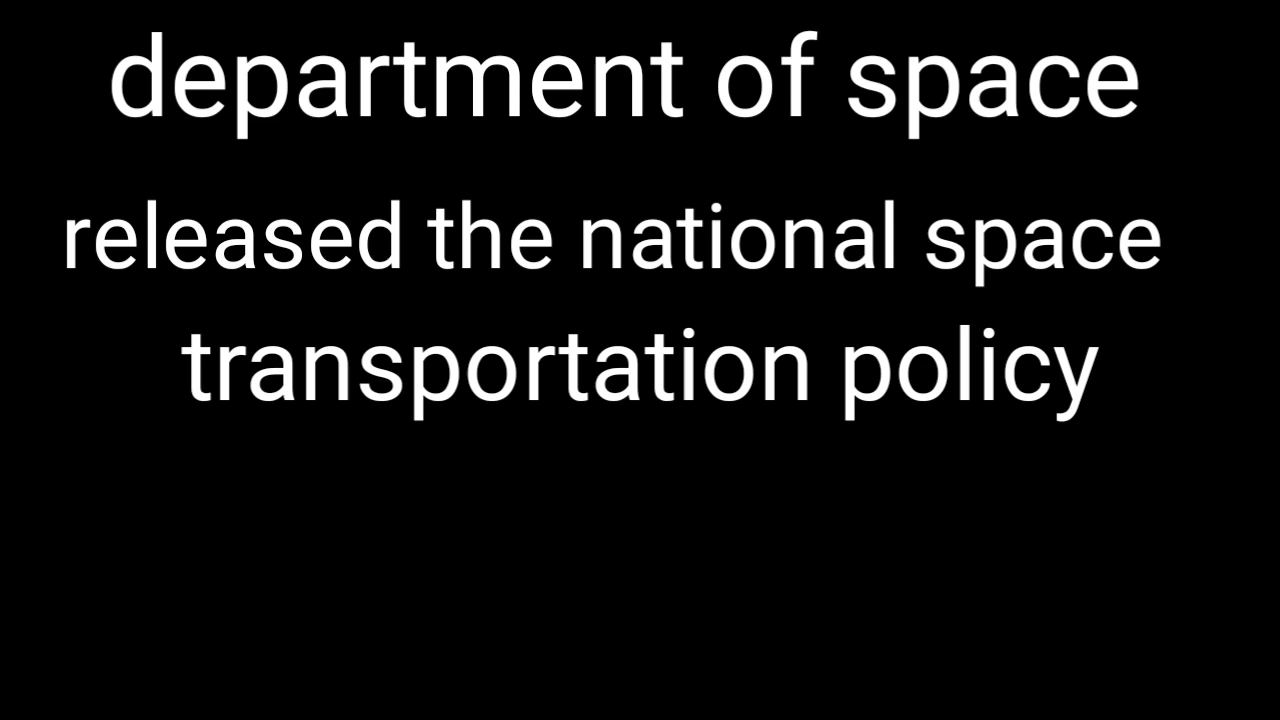 department of space
released the national space
transportation policy